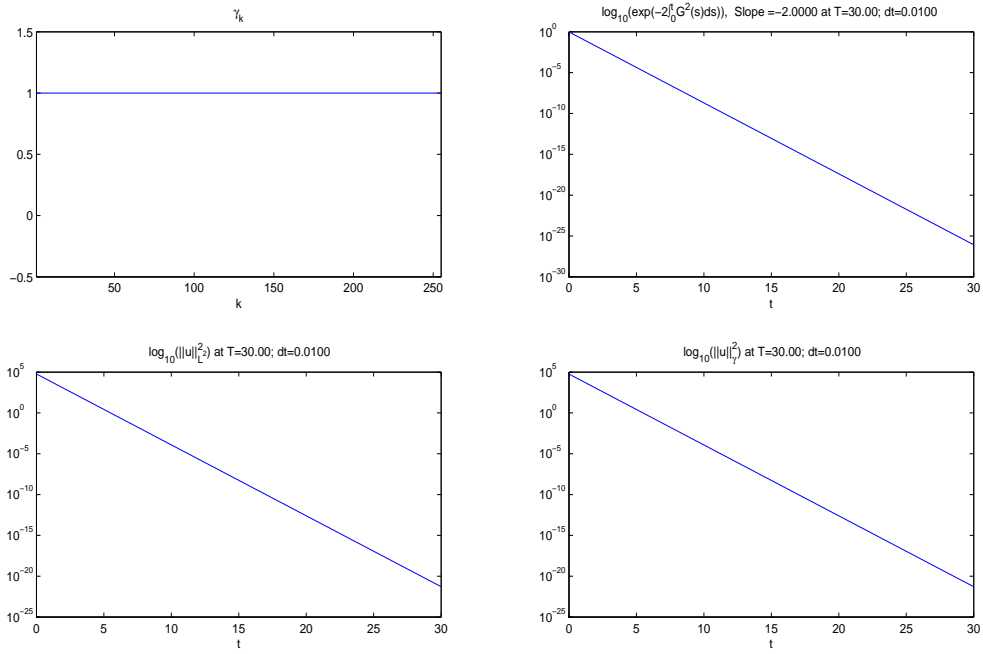 γ_k
1.5
1
0.5
0
−0.5
50 100 150 200 250
k
log_10(exp(−2∫_0^t G^2(s)ds)), Slope =−2.0000 at T=30.00; dt=0.0100
10^0
10^−5
10^−10
10^−15
10^−20
10^−25
10^−30
0 5 10 15 20 25 30
t
log_10(||u||_L^2^2) at T=30.00; dt=0.0100
10^5
10^0
10^−5
10^−10
10^−15
10^−20
10^−25
0 5 10 15 20 25 30
t
log_10(||u||_γ^2) at T=30.00; dt=0.0100
10^5
10^0
10^−5
10^−10
10^−15
10^−20
10^−25
0 5 10 15 20 25 30
t